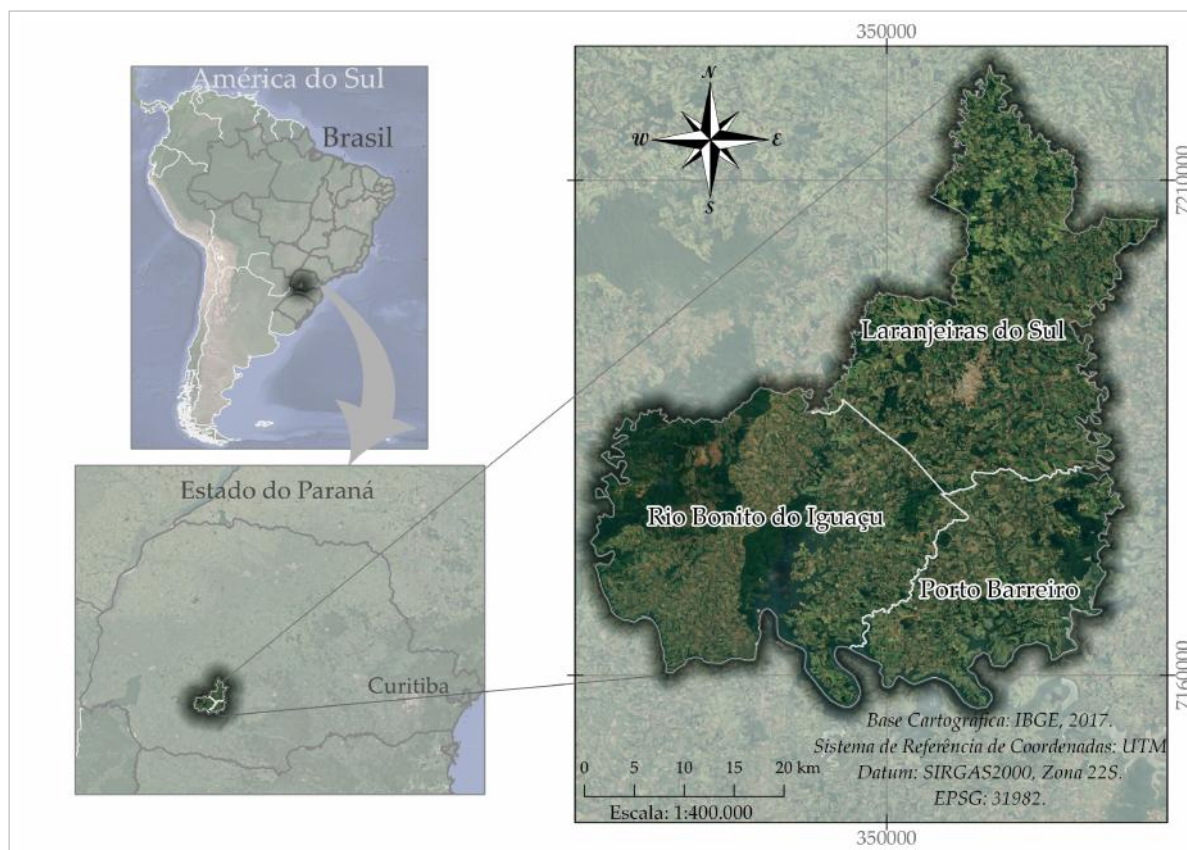 América do Sul
Brasil
Estado do Paraná
Curitiba
350000
N
W
E
S
7210000
Laranjeiras do Sul
Rio Bonito do Iguaçu
Porto Barreiro
7160000
Base Cartográfica: IBGE, 2017.
Sistema de Referência de Coordenadas: UTM
Datum: SIRGAS2000, Zona 22S.
EPSG: 31982.
0 5 10 15 20 km
Escala: 1:400.000
350000